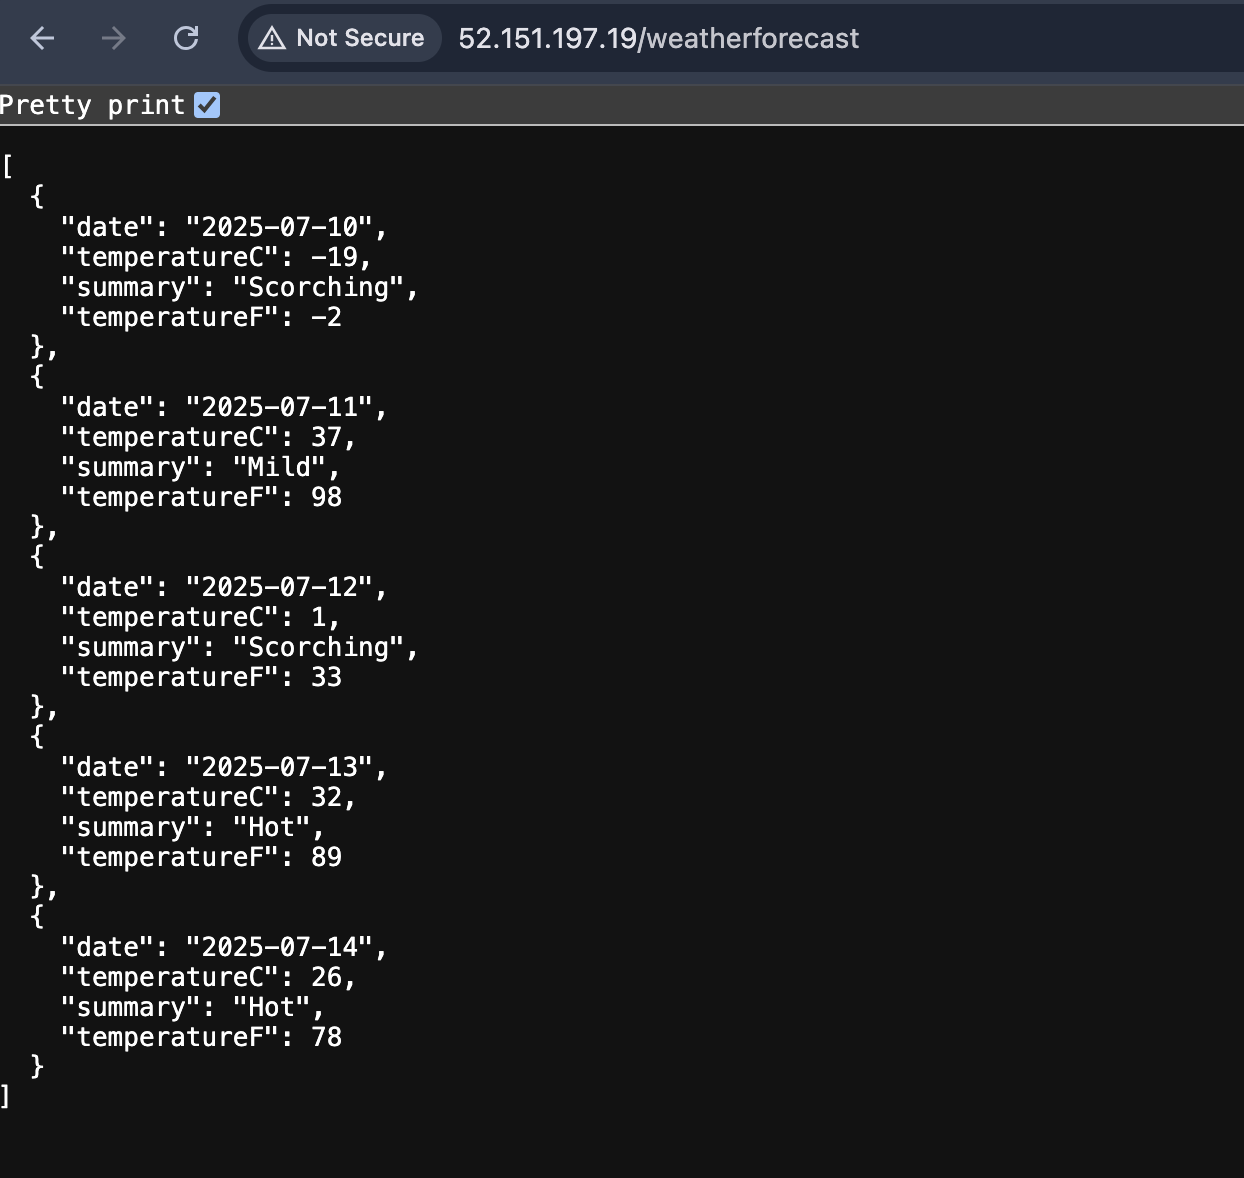 Not Secure 52.151.197.19/weatherforecast
Pretty print
[
  {
    "date": "2025-07-10",
    "temperatureC": -19,
    "summary": "Scorching",
    "temperatureF": -2
  },
  {
    "date": "2025-07-11",
    "temperatureC": 37,
    "summary": "Mild",
    "temperatureF": 98
  },
  {
    "date": "2025-07-12",
    "temperatureC": 1,
    "summary": "Scorching",
    "temperatureF": 33
  },
  {
    "date": "2025-07-13",
    "temperatureC": 32,
    "summary": "Hot",
    "temperatureF": 89
  },
  {
    "date": "2025-07-14",
    "temperatureC": 26,
    "summary": "Hot",
    "temperatureF": 78
  }
]